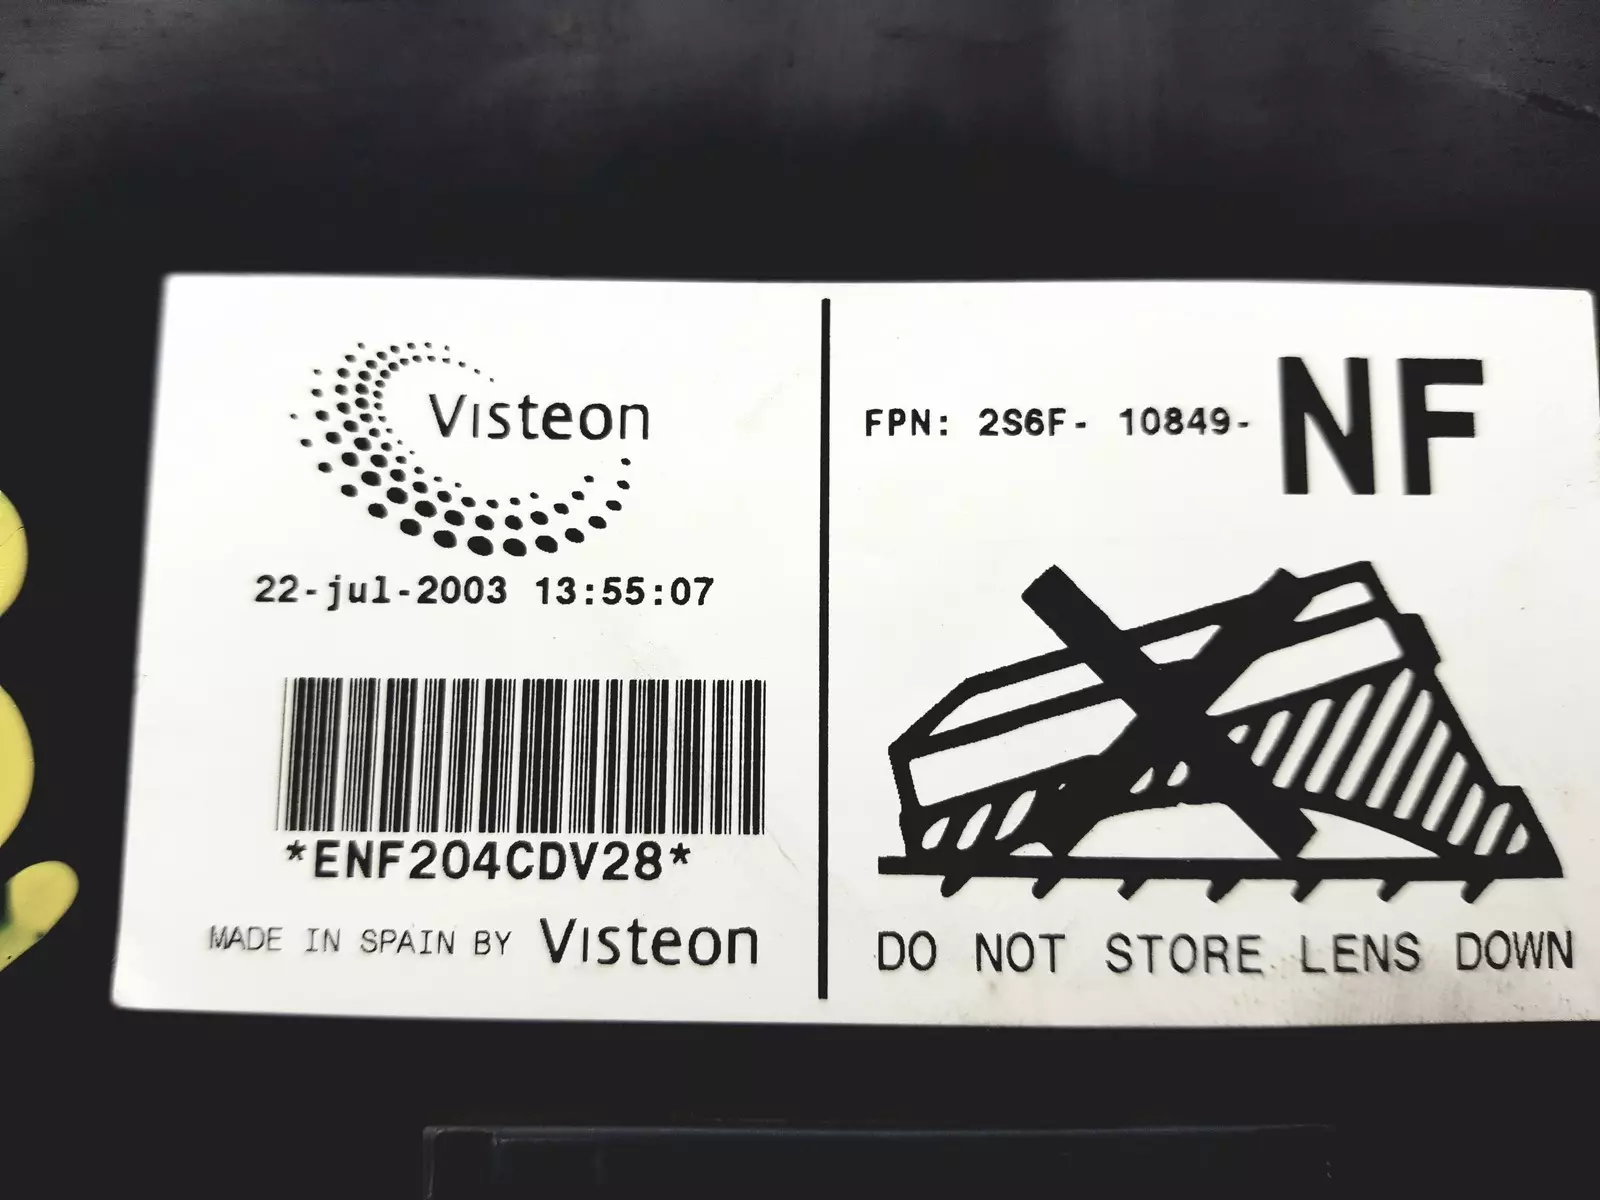 Visteon
22-jul-2003 13:55:07
*ENF204CDV28*
MADE IN SPAIN BY Visteon
FPN: 2S6F- 10849-NF
DO NOT STORE LENS DOWN